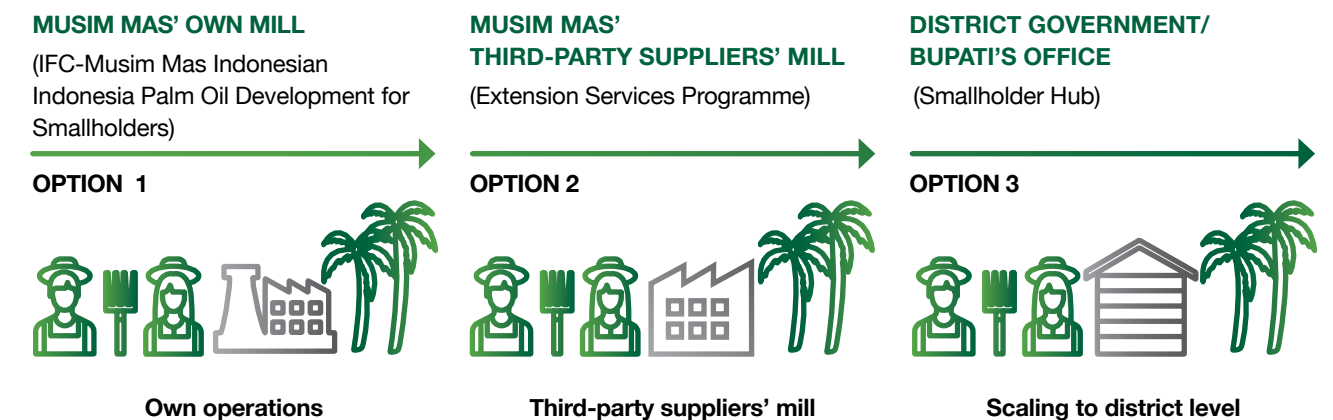 MUSIM MAS’ OWN MILL
(IFC-Musim Mas Indonesian
Indonesia Palm Oil Development for
Smallholders)
OPTION 1
Own operations
MUSIM MAS’
THIRD-PARTY SUPPLIERS’ MILL
(Extension Services Programme)
OPTION 2
Third-party suppliers’ mill
DISTRICT GOVERNMENT/
BUPATI’S OFFICE
(Smallholder Hub)
OPTION 3
Scaling to district level